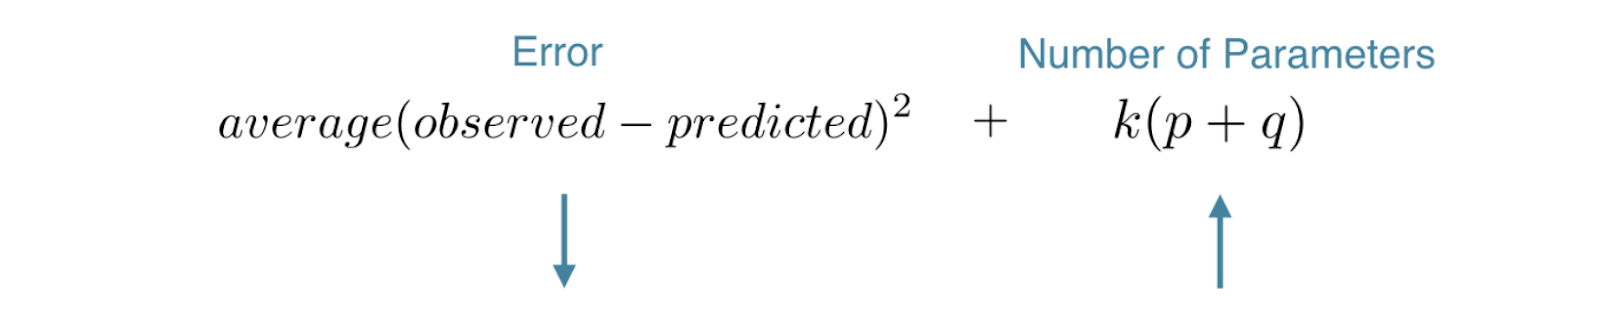 Error Number of Parameters
average(observed − predicted)² + k(p + q)